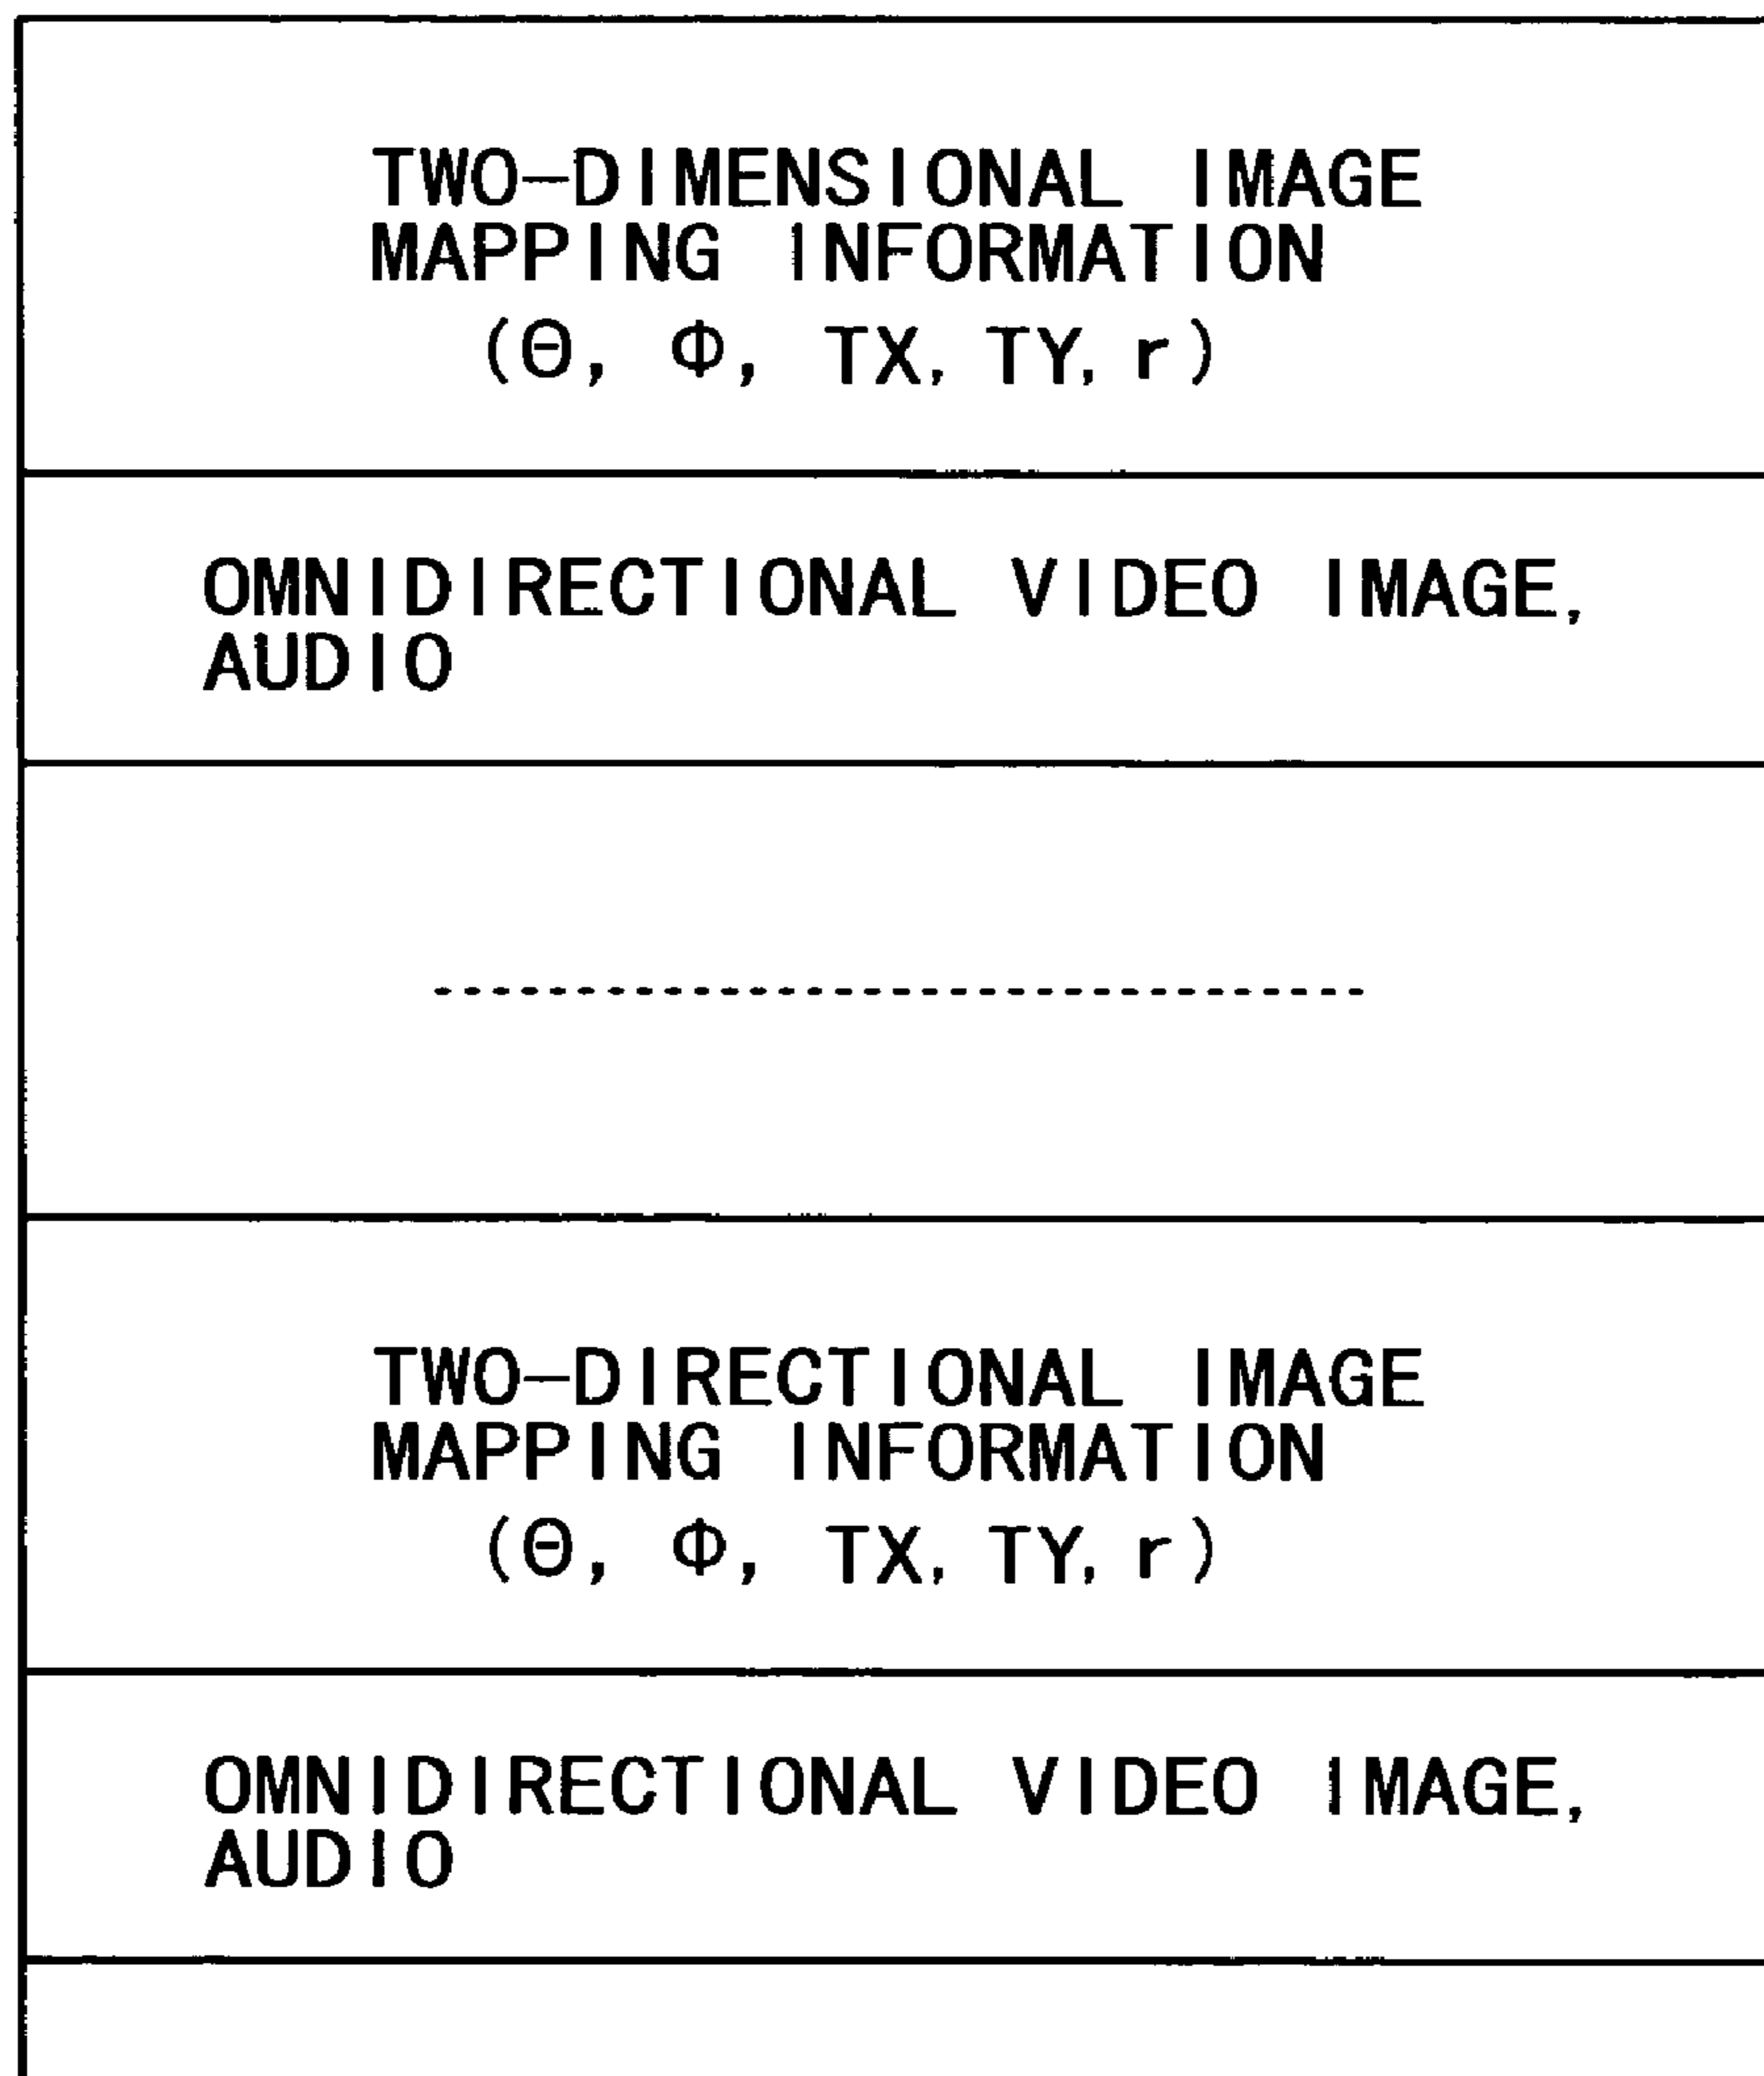 TWO—DIMENSIONAL IMAGE
MAPPING INFORMATION
(Θ, Φ, TX, TY, r)
OMNIDIRECTIONAL VIDEO IMAGE,
AUDIO
TWO—DIRECTIONAL IMAGE
MAPPING INFORMATION
(Θ, Φ, TX, TY, r)
OMNIDIRECTIONAL VIDEO IMAGE,
AUDIO